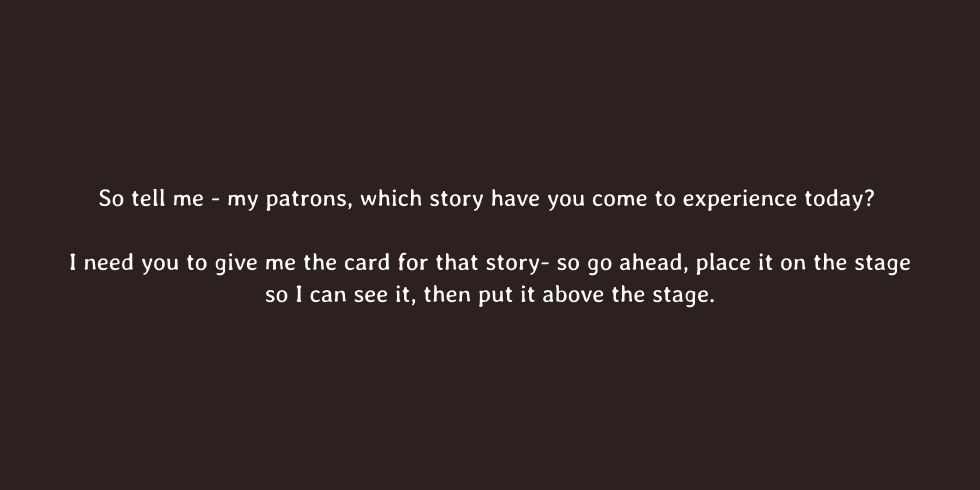 So tell me - my patrons, which story have you come to experience today?
I need you to give me the card for that story- so go ahead, place it on the stage
so I can see it, then put it above the stage.